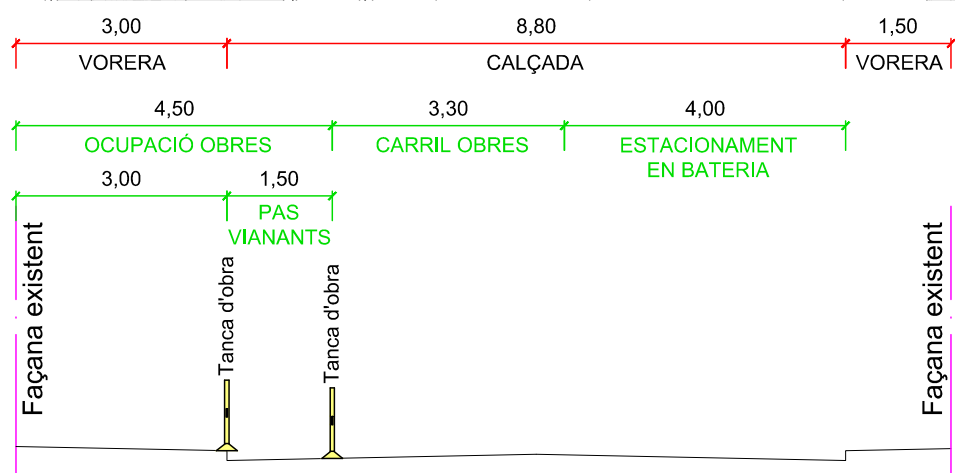 3,00 8,80 1,50
VORERA CALÇADA VORERA
4,50 3,30 4,00
OCUPACIÓ OBRES CARRIL OBRES ESTACIONAMENT
EN BATERIA
3,00 1,50
PAS
VIANANTS
Façana existent
Tanca d'obra
Tanca d'obra
Façana existent